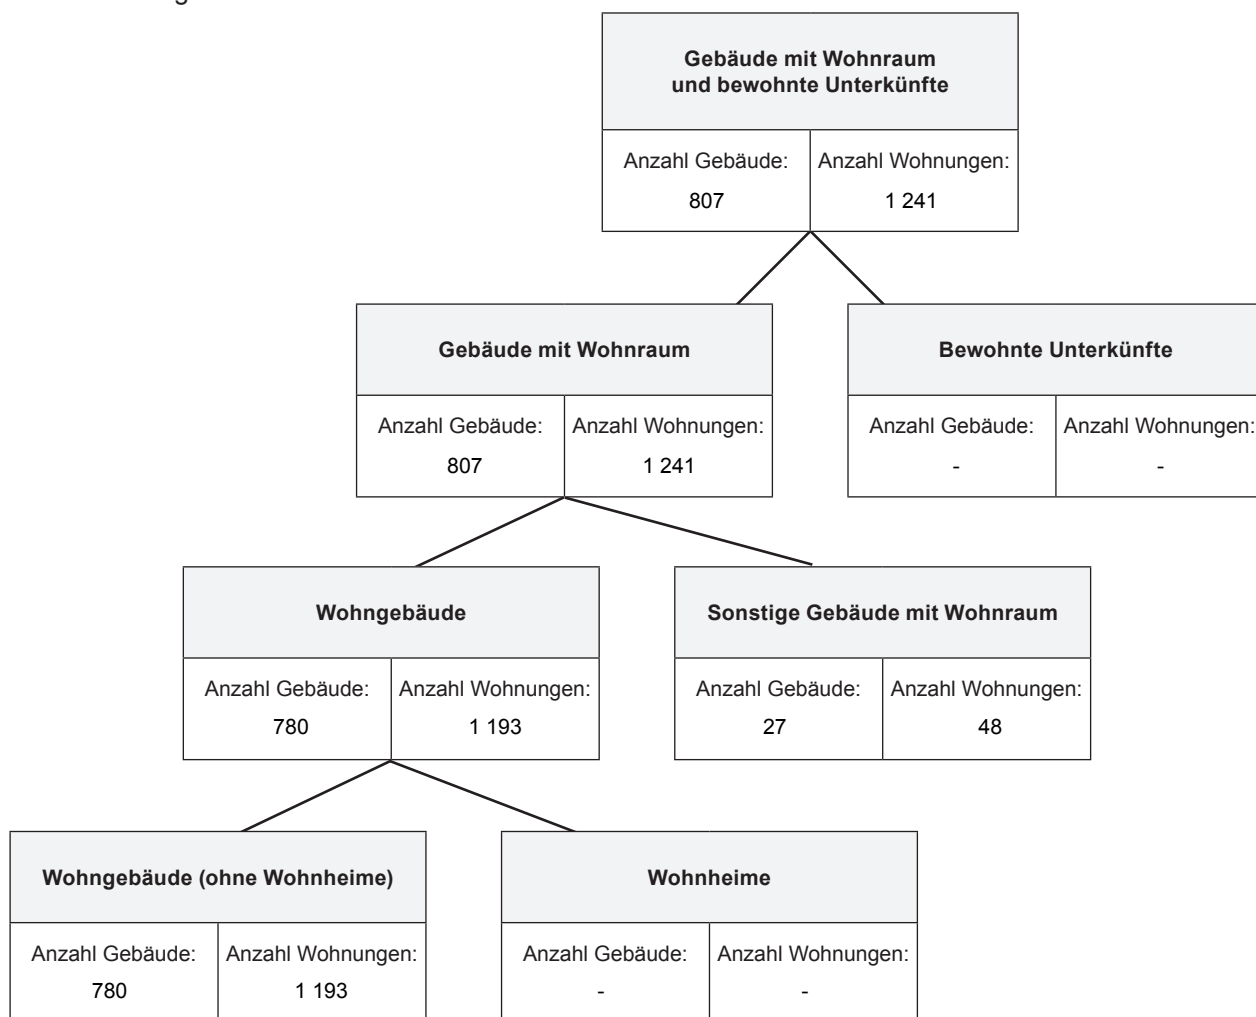 Gebäude mit Wohnraum
und bewohnte Unterkünfte
Anzahl Gebäude: Anzahl Wohnungen:
807 1 241
Gebäude mit Wohnraum Bewohnte Unterkünfte
Anzahl Gebäude: Anzahl Wohnungen: Anzahl Gebäude: Anzahl Wohnungen:
807 1 241 - -
Wohngebäude Sonstige Gebäude mit Wohnraum
Anzahl Gebäude: Anzahl Wohnungen: Anzahl Gebäude: Anzahl Wohnungen:
780 1 193 27 48
Wohngebäude (ohne Wohnheime) Wohnheime
Anzahl Gebäude: Anzahl Wohnungen: Anzahl Gebäude: Anzahl Wohnungen:
780 1 193 - -